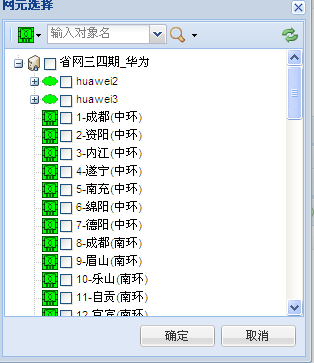 网元选择
输入对象名
省网三四期_华为
huawei2
huawei3
1-成都(中环)
2-资阳(中环)
3-内江(中环)
4-遂宁(中环)
5-南充(中环)
6-绵阳(中环)
7-德阳(中环)
8-成都(南环)
9-眉山(南环)
10-乐山(南环)
11-自贡(南环)
12-宜宾(南环)
确定 取消